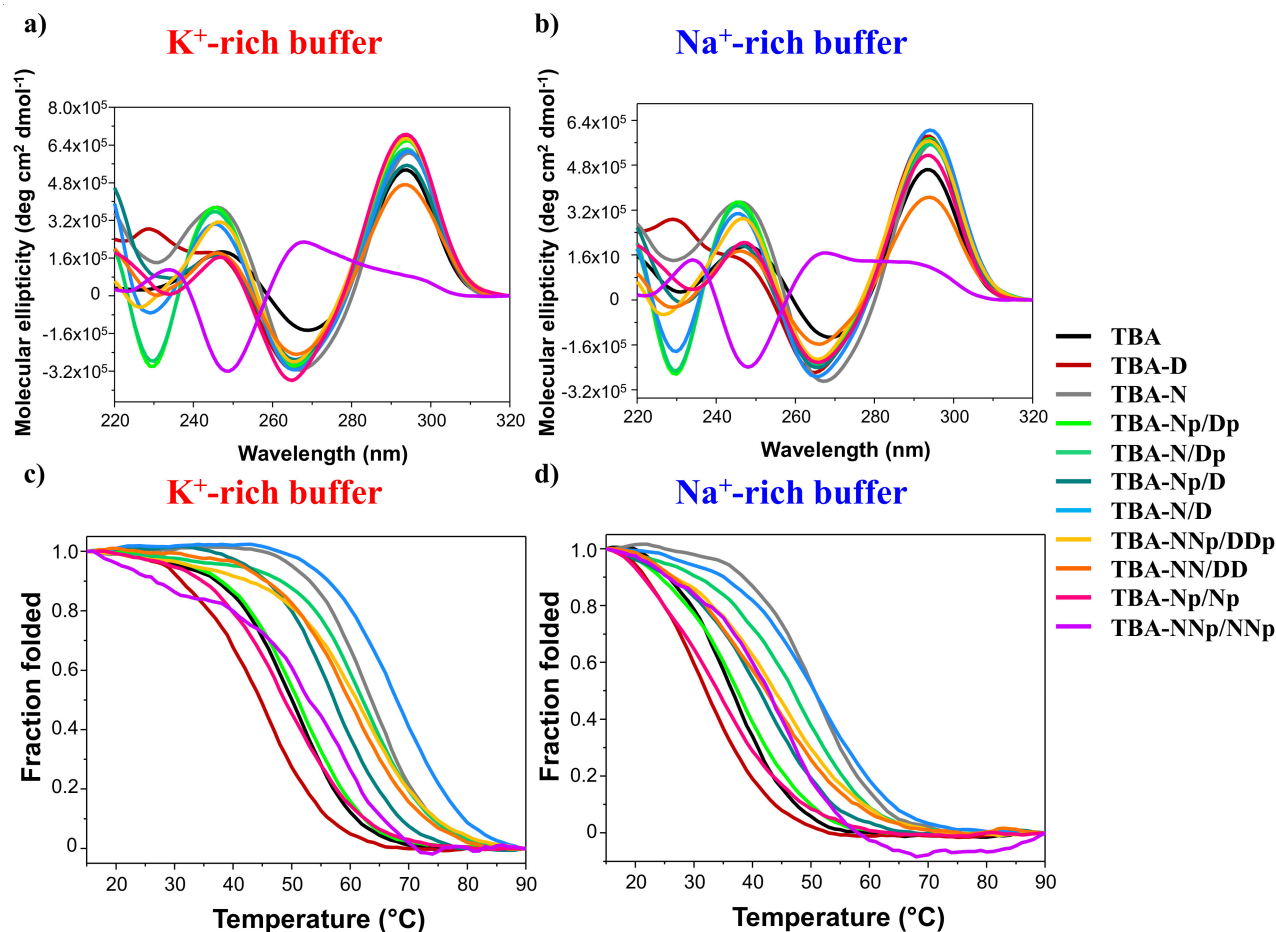 a)
K⁺-rich buffer
Molecular ellipticity (deg cm² dmol⁻¹)
8.0x10⁵
6.4x10⁵
4.8x10⁵
3.2x10⁵
1.6x10⁵
0
-1.6x10⁵
-3.2x10⁵
220 240 260 280 300 320
Wavelength (nm)
b)
Na⁺-rich buffer
Molecular ellipticity (deg cm² dmol⁻¹)
6.4x10⁵
4.8x10⁵
3.2x10⁵
1.6x10
0
-1.6x10⁵
-3.2x10⁵
220 240 260 280 300 320
Wavelength (nm)
c)
K⁺-rich buffer
Fraction folded
1.0
0.8
0.6
0.4
0.2
0
20 30 40 50 60 70 80 90
Temperature (°C)
d)
Na⁺-rich buffer
Fraction folded
1.0
0.8
0.6
0.4
0.2
0
20 30 40 50 60 70 80 90
Temperature (°C)
TBA
TBA-D
TBA-N
TBA-Np/Dp
TBA-N/Dp
TBA-Np/D
TBA-N/D
TBA-NNp/DDp
TBA-NN/DD
TBA-Np/Np
TBA-NNp/NNp